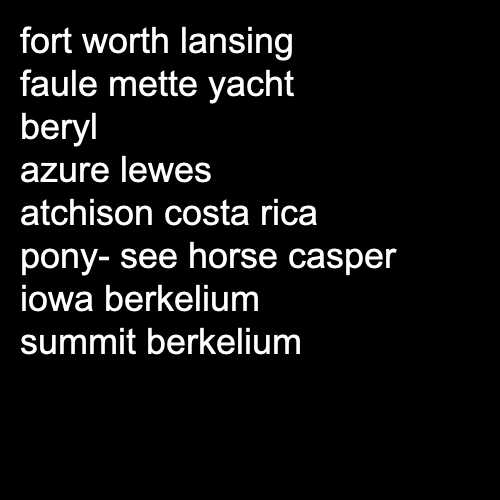 fort worth lansing
faule mette yacht
beryl
azure lewes
atchison costa rica
pony- see horse casper
iowa berkelium
summit berkelium